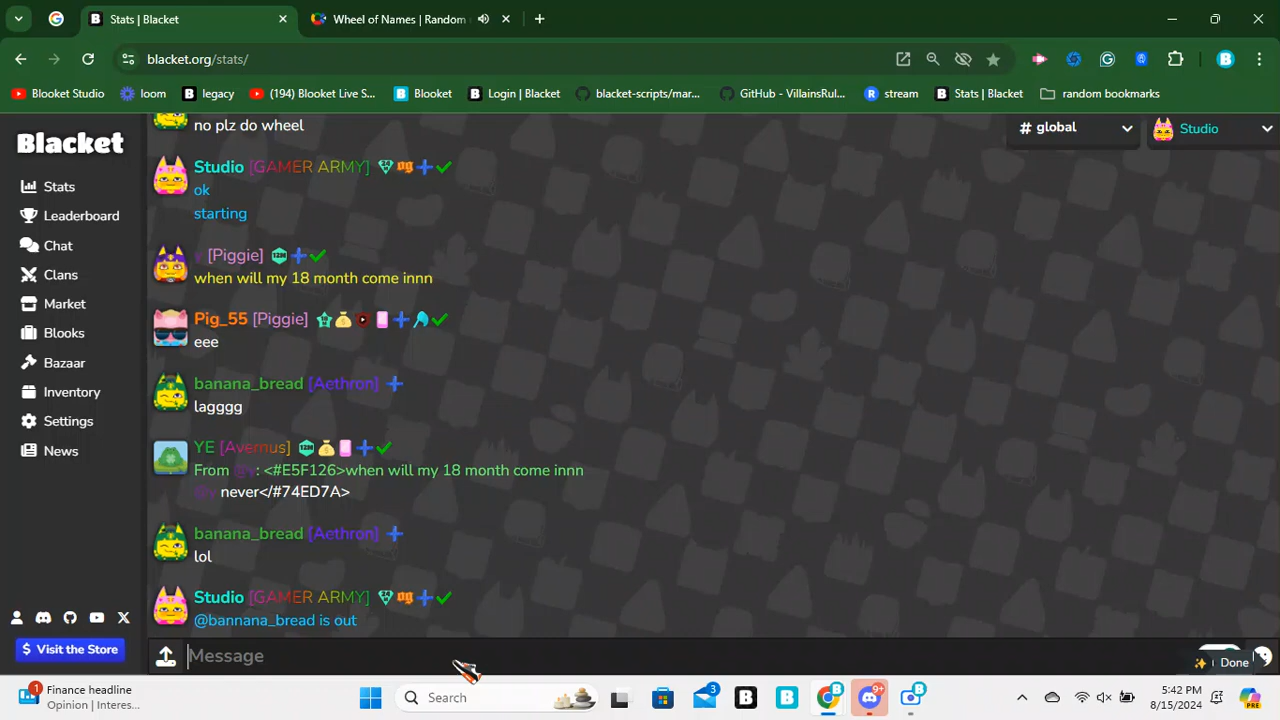 Stats | Blacket
Wheel of Names | Random
blacket.org/stats/
Blooket Studio
loom
legacy
(194) Blooket Live S...
Blooket
Login | Blacket
blacket-scripts/mar...
GitHub - VillainsRul...
stream
Stats | Blacket
random bookmarks
Blacket
Stats
Leaderboard
Chat
Clans
Market
Blooks
Bazaar
Inventory
Settings
News
$ Visit the Store
# global
Studio
no plz do wheel
Studio [GAMER ARMY]
ok
starting
y [Piggie]
when will my 18 month come innn
Pig_55 [Piggie]
eee
banana_bread [Aethron]
lagggg
YE [Avernus]
From @y: <#E5F126>when will my 18 month come innn
@y never</#74ED7A>
banana_bread [Aethron]
lol
Studio [GAMER ARMY]
@bannana_bread is out
Message
Done
1
Finance headline
Opinion | Interes...
Search
3
9+
5:42 PM
8/15/2024